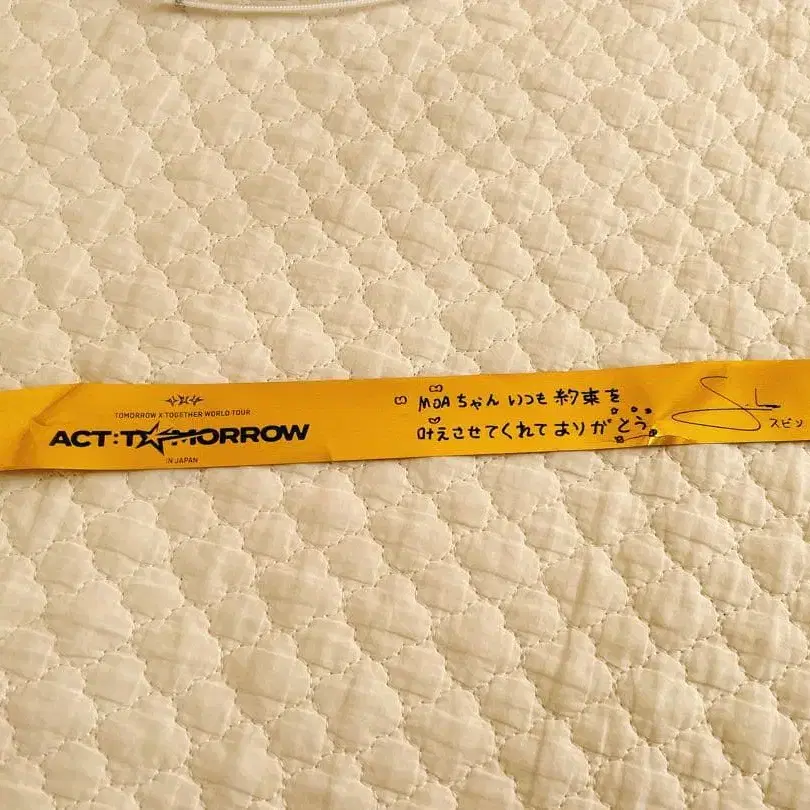 TOMORROW X TOGETHER WORLD TOUR
ACT:TOMORROW
IN JAPAN
MOAちゃん いつも 約束を
叶えさせてくれて ありがとう
スビン